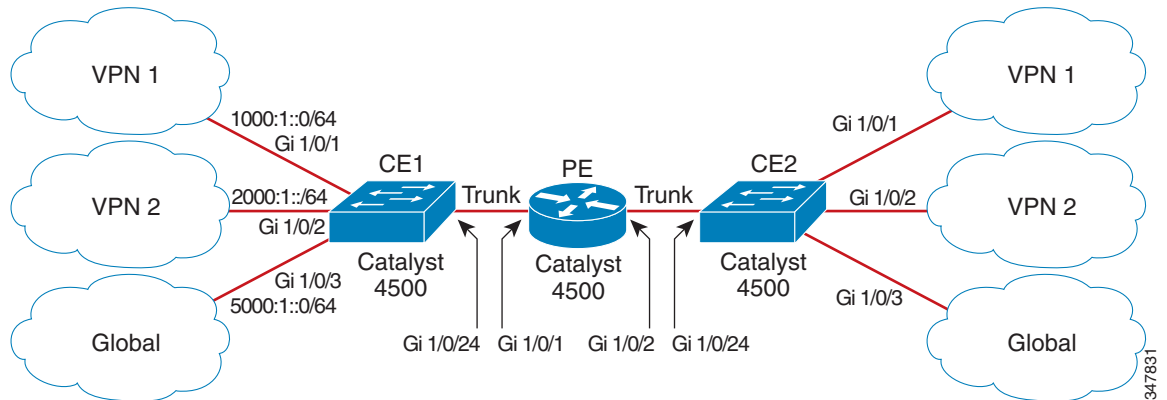 VPN 1
1000:1::0/64
Gi 1/0/1
VPN 2
2000:1::/64
Gi 1/0/2
Global
Gi 1/0/3
5000:1::0/64
CE1
Catalyst
4500
Trunk
PE
Catalyst
4500
Trunk
CE2
Catalyst
4500
Gi 1/0/24
Gi 1/0/1
Gi 1/0/2
Gi 1/0/24
Gi 1/0/1
VPN 1
Gi 1/0/2
VPN 2
Gi 1/0/3
Global
347831